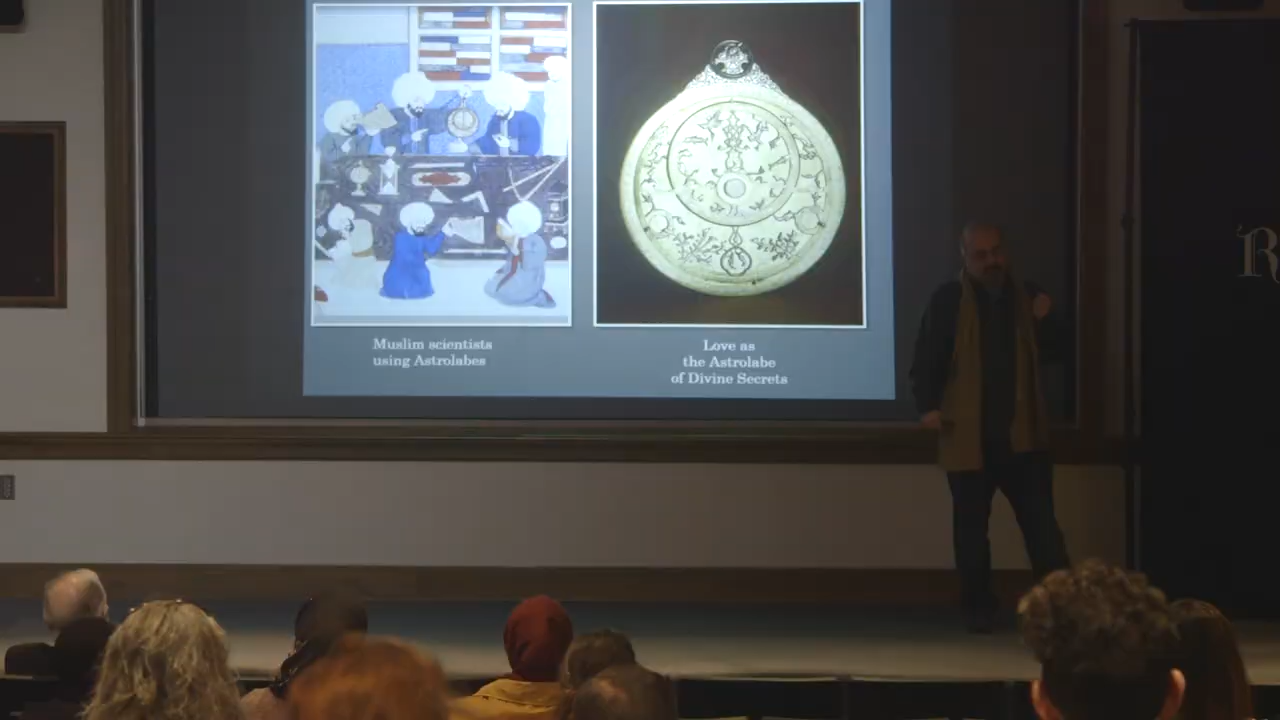 Muslim scientists
using Astrolabes
Love as
the Astrolabe
of Divine Secrets
R